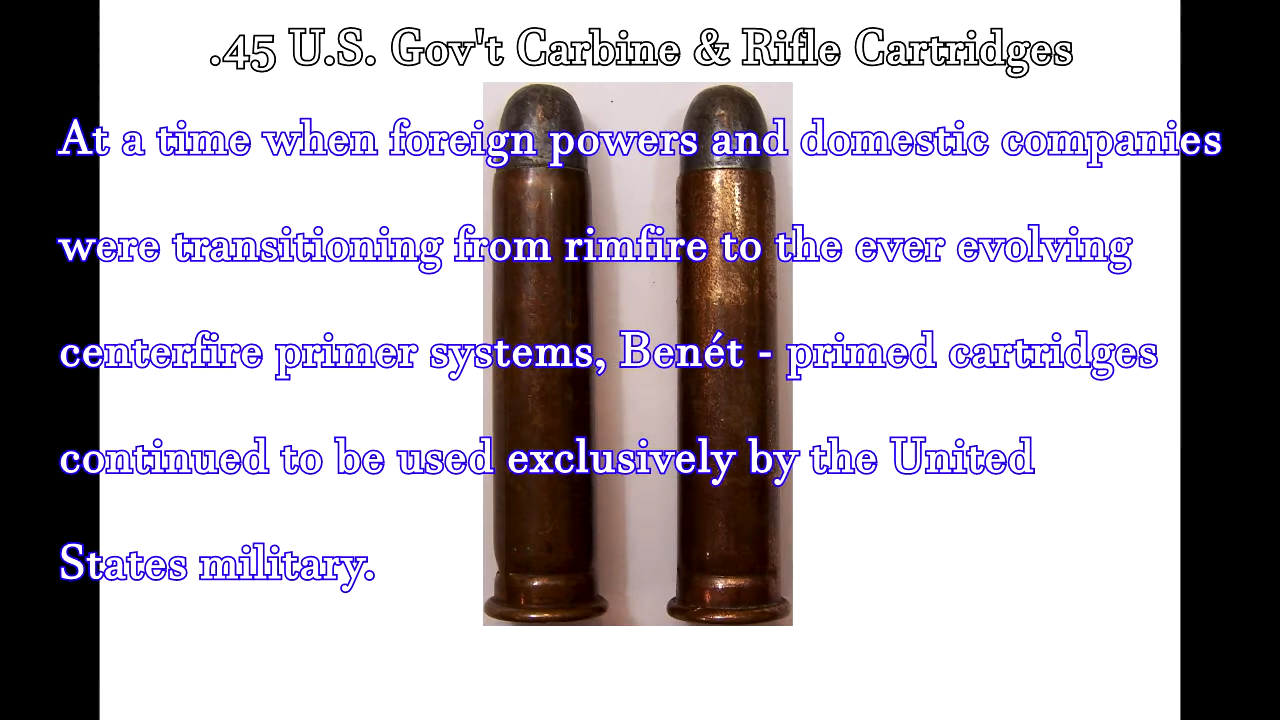 .45 U.S. Gov't Carbine & Rifle Cartridges
At a time when foreign powers and domestic companies
were transitioning from rimfire to the ever evolving
centerfire primer systems, Benét - primed cartridges
continued to be used exclusively by the United
States military.